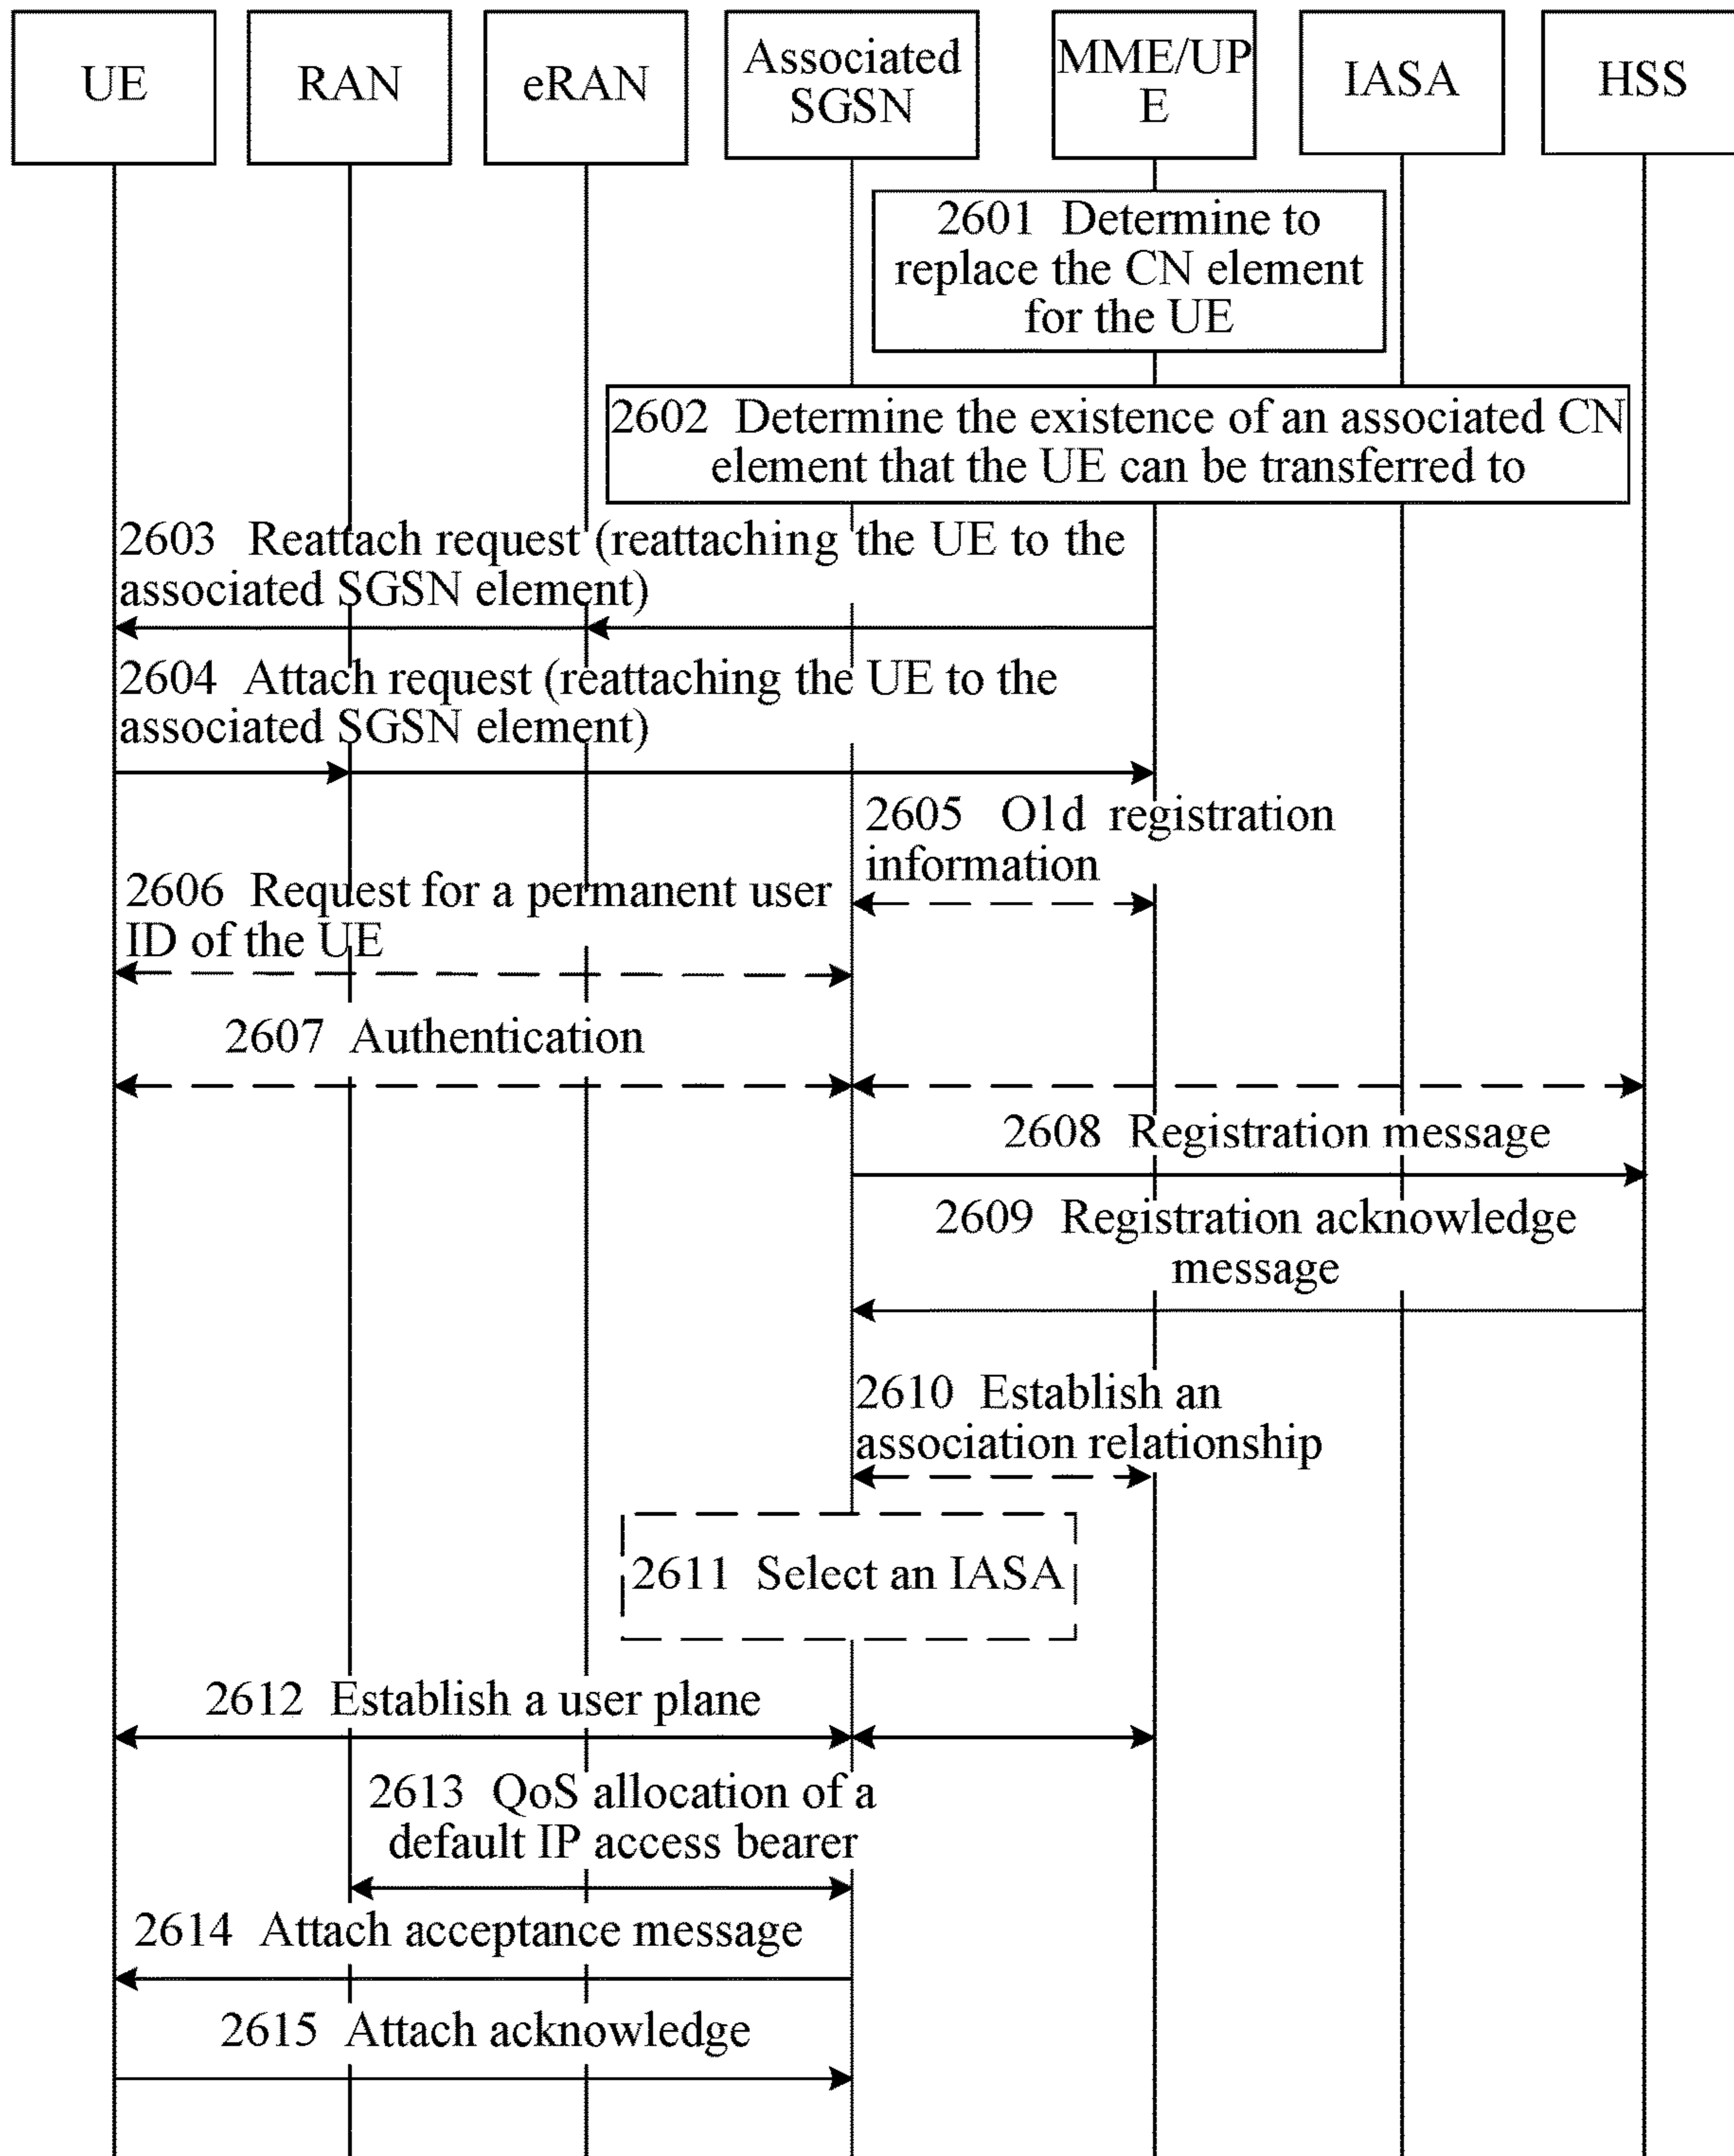 UE
RAN
eRAN
Associated
SGSN
MME/UP
E
IASA
HSS
2601 Determine to
replace the CN element
for the UE
2602 Determine the existence of an associated CN
element that the UE can be transferred to
2603 Reattach request (reattaching the UE to the
associated SGSN element)
2604 Attach request (reattaching the UE to the
associated SGSN element)
2605 Old registration
information
2606 Request for a permanent user
ID of the UE
2607 Authentication
2608 Registration message
2609 Registration acknowledge
message
2610 Establish an
association relationship
2611 Select an IASA
2612 Establish a user plane
2613 QoS allocation of a
default IP access bearer
2614 Attach acceptance message
2615 Attach acknowledge